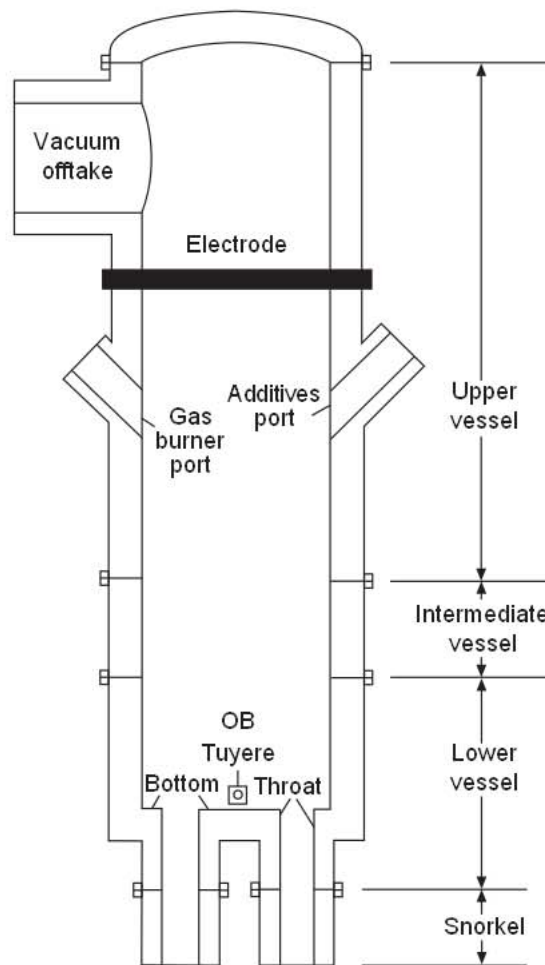 Vacuum
offtake
Electrode
Gas
burner
port
Additives
port
Upper
vessel
Intermediate
vessel
OB
Tuyere
Bottom
Throat
Lower
vessel
Snorkel